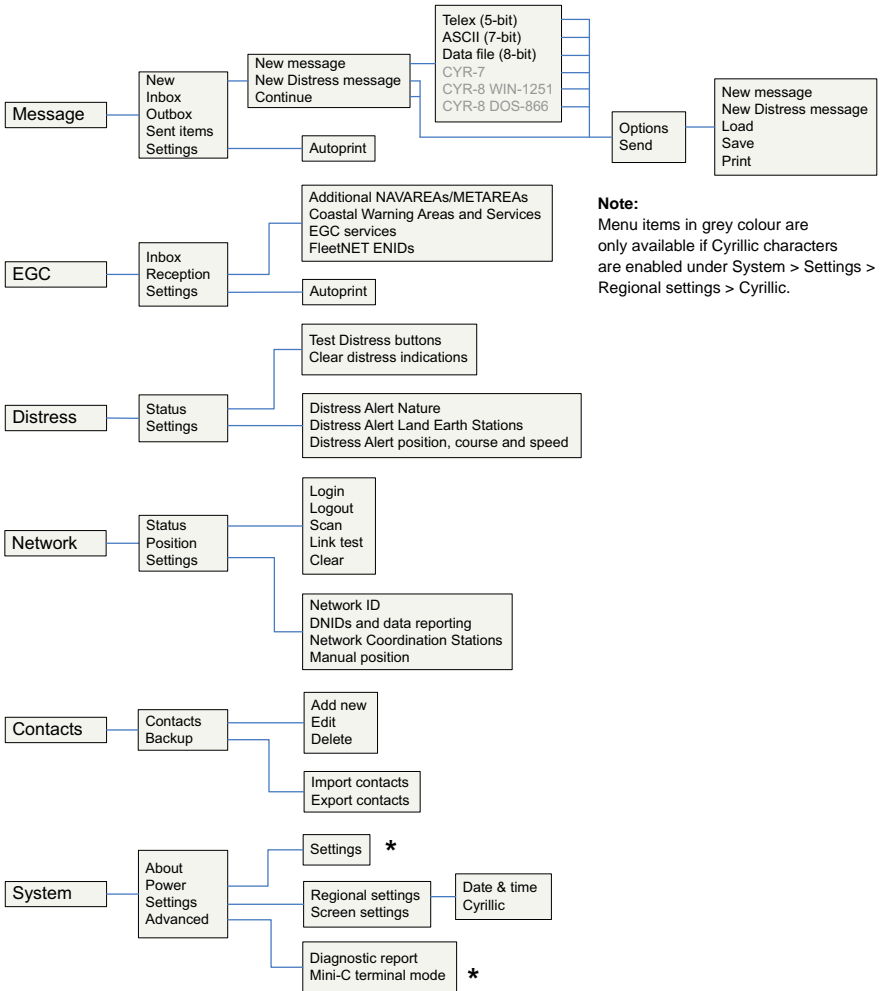 Message
New
Inbox
Outbox
Sent items
Settings
New message
New Distress message
Continue
Telex (5-bit)
ASCII (7-bit)
Data file (8-bit)
CYR-7
CYR-8 WIN-1251
CYR-8 DOS-866
Options
Send
New message
New Distress message
Load
Save
Print
Autoprint
Note:
Menu items in grey colour are
only available if Cyrillic characters
are enabled under System > Settings >
Regional settings > Cyrillic.
EGC
Inbox
Reception
Settings
Additional NAVAREAs/METAREAs
Coastal Warning Areas and Services
EGC services
FleetNET ENIDs
Autoprint
Distress
Status
Settings
Test Distress buttons
Clear distress indications
Distress Alert Nature
Distress Alert Land Earth Stations
Distress Alert position, course and speed
Network
Status
Position
Settings
Login
Logout
Scan
Link test
Clear
Network ID
DNIDs and data reporting
Network Coordination Stations
Manual position
Contacts
Contacts
Backup
Add new
Edit
Delete
Import contacts
Export contacts
System
About
Power
Settings
Advanced
Settings *
Regional settings
Screen settings
Date & time
Cyrillic
Diagnostic report
Mini-C terminal mode *